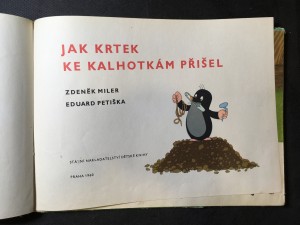 JAK KRTEK
KE KALHOTKÁM PŘIŠEL
ZDENĚK MILER
EDUARD PETIŠKA
STÁTNÍ NAKLADATELSTVÍ DĚTSKÉ KNIHY
PRAHA